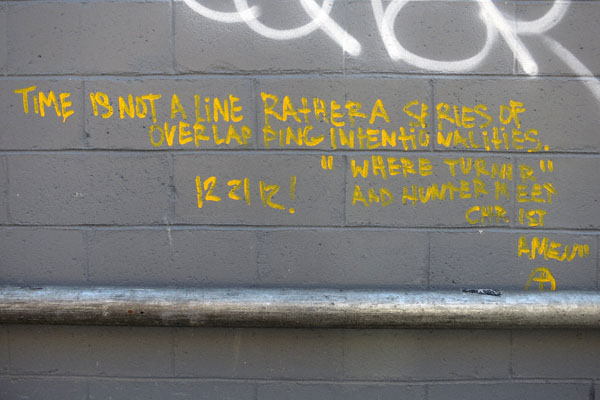 TIME IS NOT A LINE RATHER A SERIES OF
OVERLAPPING INTENTIONALITIES.
"WHERE TURNER"
12 21 12! AND HUNTER MEET
CHRIST
AMEN